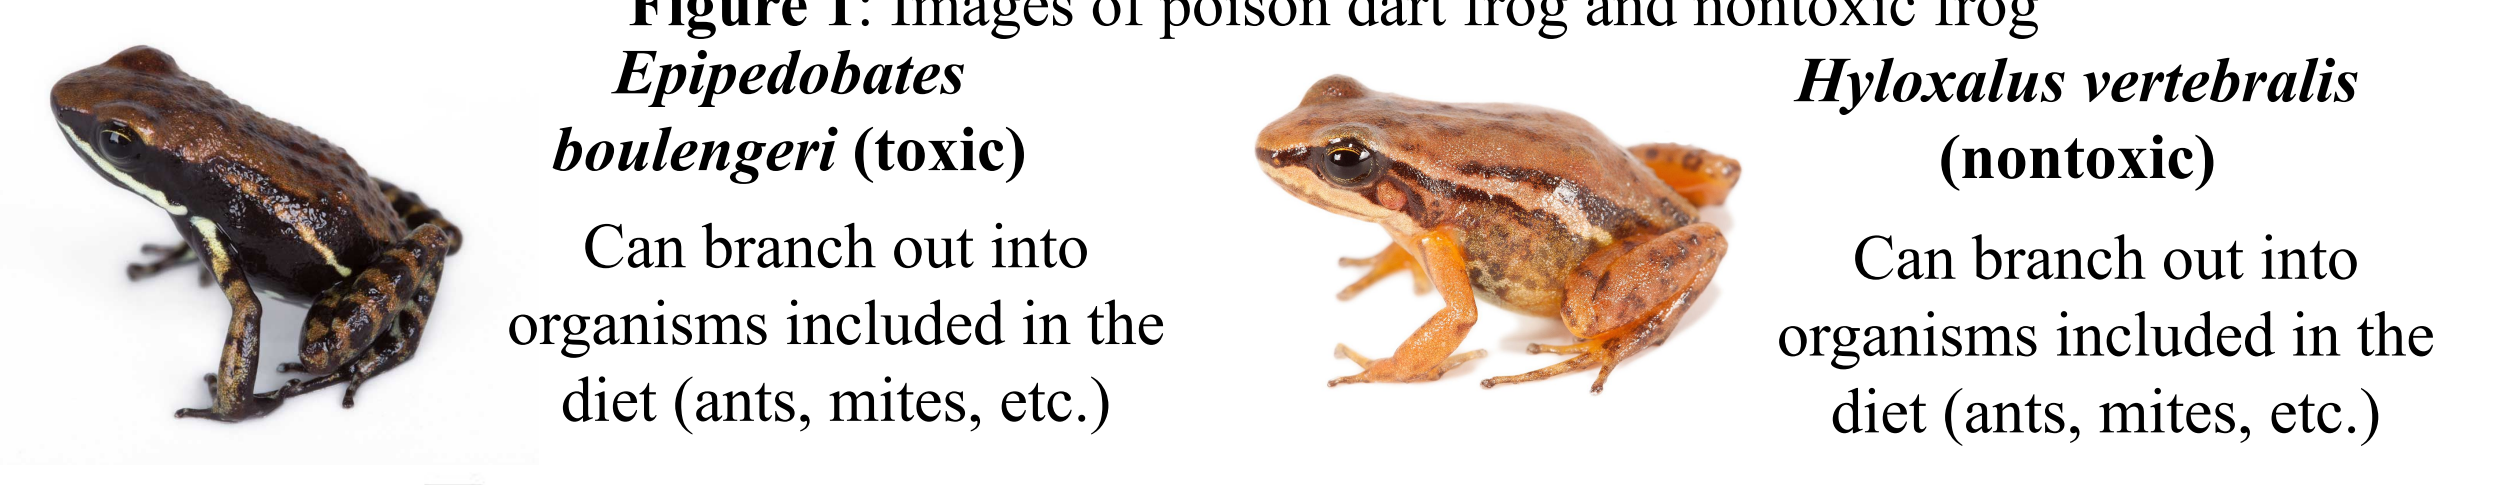 Figure 1: Images of poison dart frog and nontoxic frog
Epipedobates
boulengeri (toxic)
Can branch out into
organisms included in the
diet (ants, mites, etc.)
Hyloxalus vertebralis
(nontoxic)
Can branch out into
organisms included in the
diet (ants, mites, etc.)